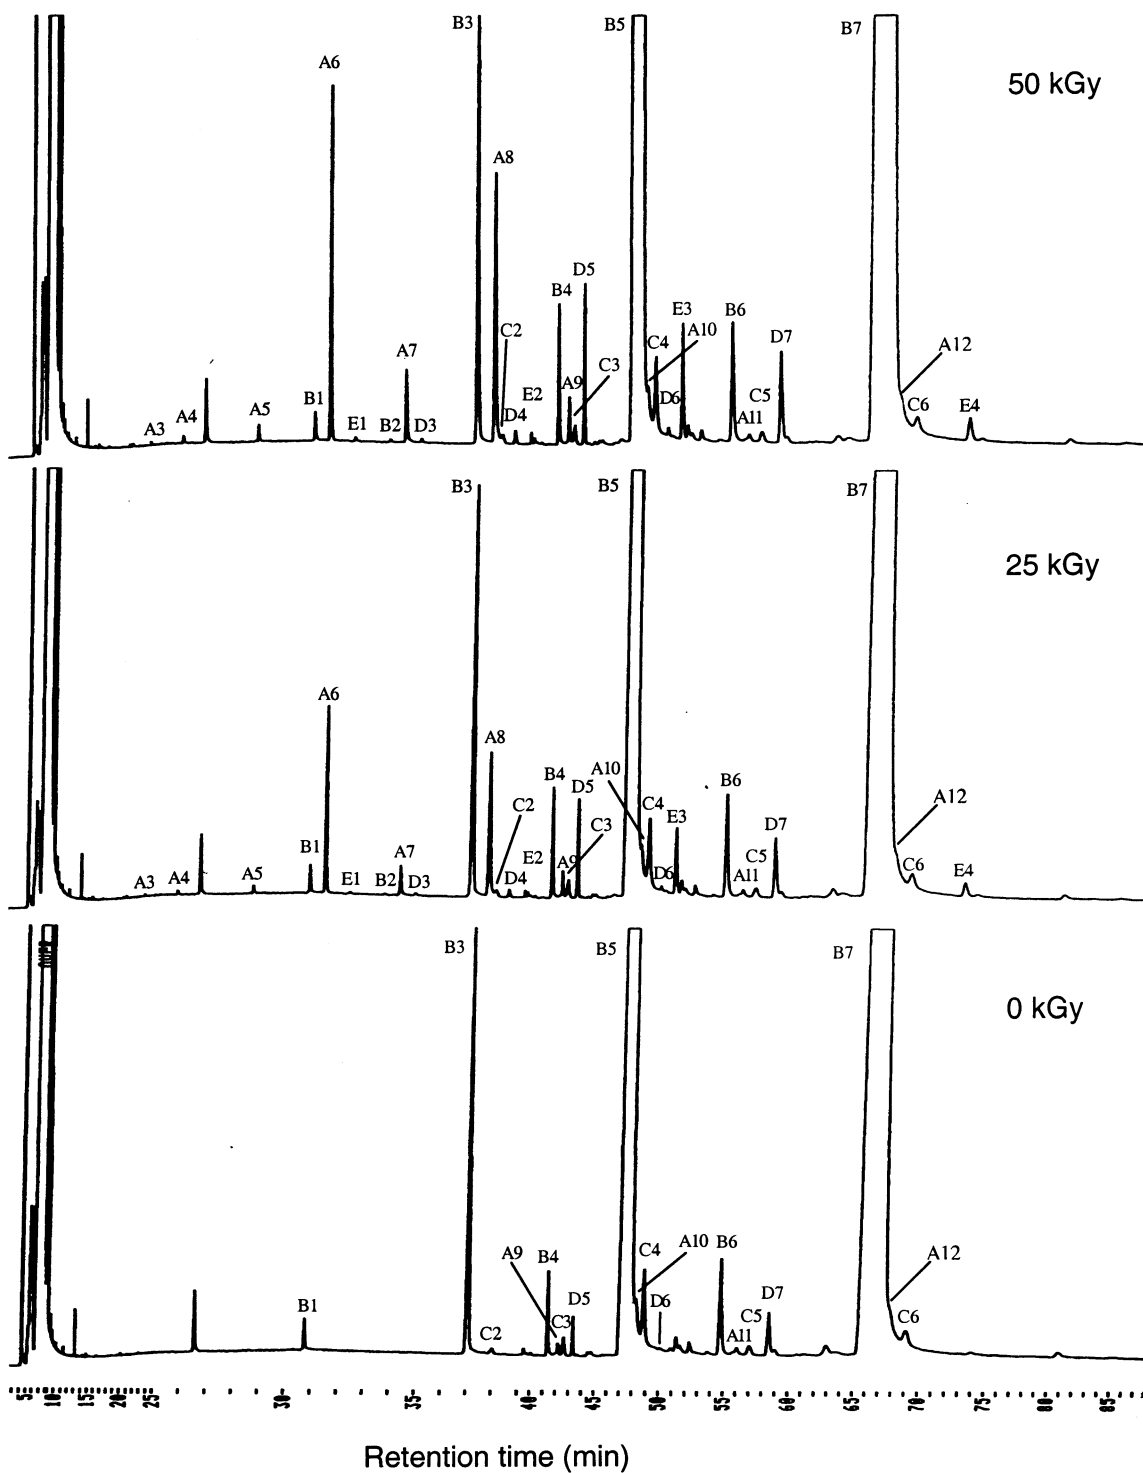 B3 B5 B7
A6
50 kGy
A8
D5
B4
C2 E3 A10 B6
C4 D7 A12
A7 C3
A9
B1 E2 D6 C5
A3 A4 A5 E1 B2 D3 D4 A11 C6 E4
B3 B5 B7
25 kGy
A6
A8
A10 B4 D5 B6
C2 C4 E3 A12
C3 D7
B1 A7 E2 A9 C5
A3 A4 A5 E1 B2 D3 D4 D6 A11 C6 E4
B3 B5 B7
0 kGy
A9 B4 C4 A10 B6 A12
B1 D5 D6 D7
C2 C3 A11 C5 C6
5 10 15 20 25 30 35 40 45 50 55 60 65 70 75 80 85
Retention time (min)